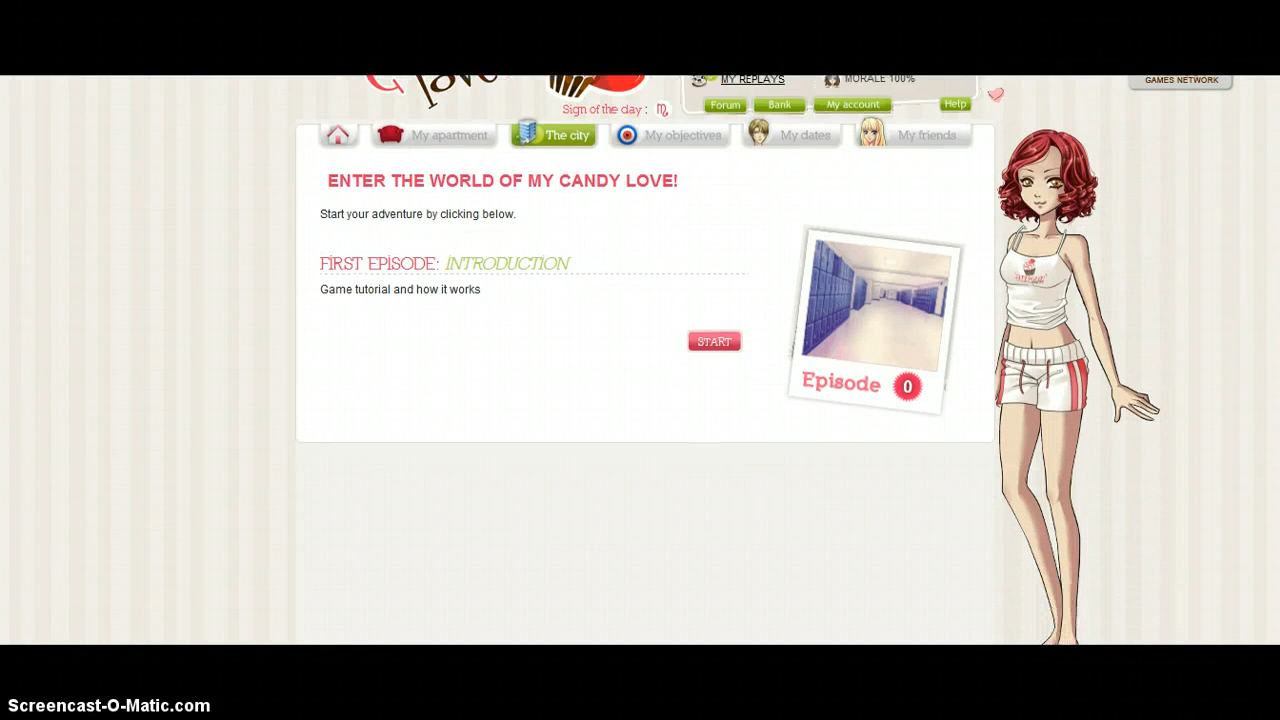 love
MY REPLAYS
MORALE 100%
GAMES NETWORK
Sign of the day :
Forum
Bank
My account
Help
My apartment
The city
My objectives
My dates
My friends
ENTER THE WORLD OF MY CANDY LOVE!
Start your adventure by clicking below.
FIRST EPISODE: INTRODUCTION
Game tutorial and how it works
START
Episode 0
Screencast-O-Matic.com